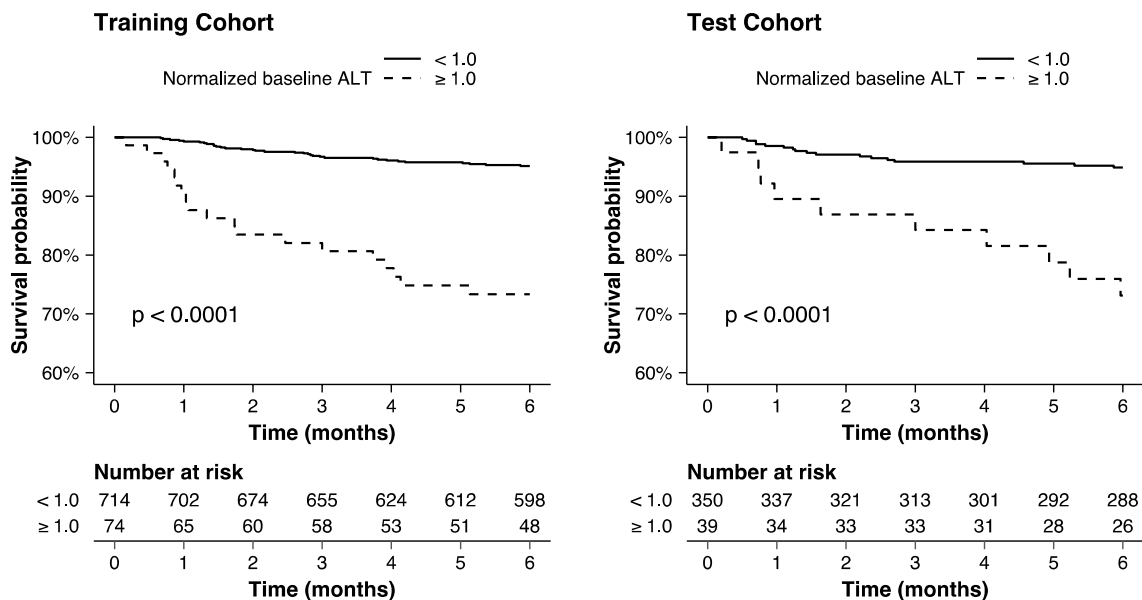 Training Cohort
Normalized baseline ALT
< 1.0
≥ 1.0
Survival probability
100%
90%
80%
70%
60%
p < 0.0001
0 1 2 3 4 5 6
Time (months)
Number at risk
< 1.0 714 702 674 655 624 612 598
≥ 1.0 74 65 60 58 53 51 48
0 1 2 3 4 5 6
Time (months)
Test Cohort
Normalized baseline ALT
< 1.0
≥ 1.0
Survival probability
100%
90%
80%
70%
60%
p < 0.0001
0 1 2 3 4 5 6
Time (months)
Number at risk
< 1.0 350 337 321 313 301 292 288
≥ 1.0 39 34 33 33 31 28 26
0 1 2 3 4 5 6
Time (months)